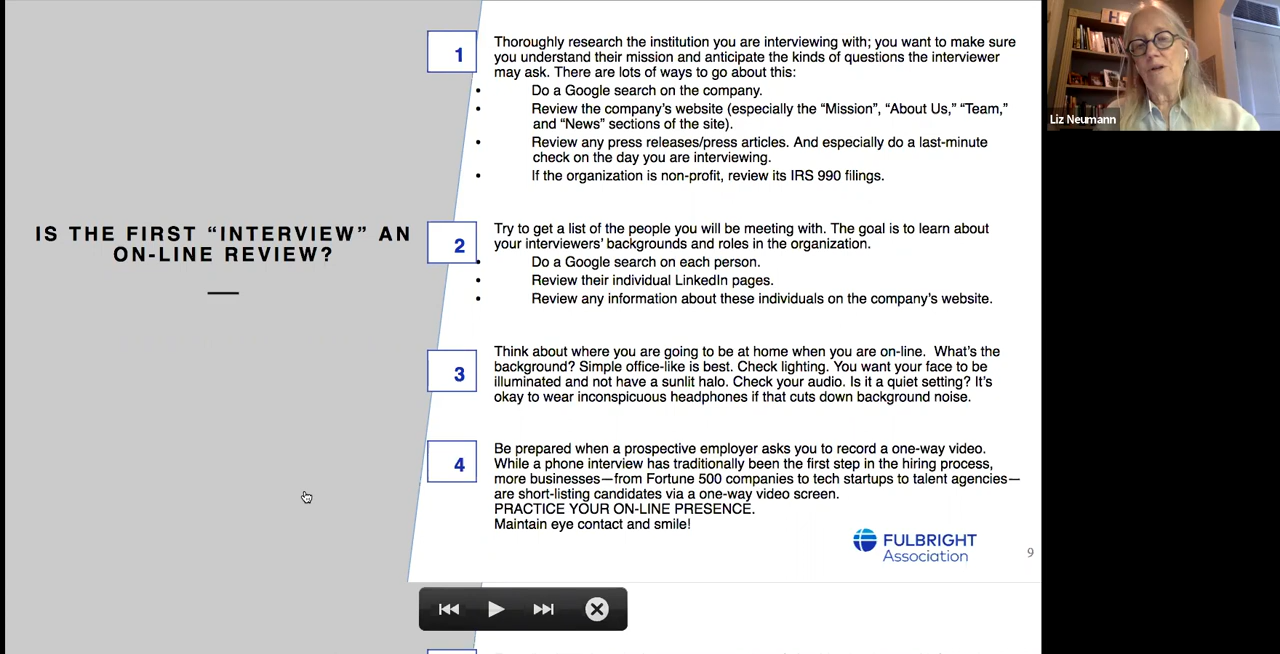 IS THE FIRST “INTERVIEW” AN
ON-LINE REVIEW?
1
Thoroughly research the institution you are interviewing with; you want to make sure
you understand their mission and anticipate the kinds of questions the interviewer
may ask. There are lots of ways to go about this:
• Do a Google search on the company.
• Review the company’s website (especially the “Mission”, “About Us,” “Team,”
and “News” sections of the site).
• Review any press releases/press articles. And especially do a last-minute
check on the day you are interviewing.
• If the organization is non-profit, review its IRS 990 filings.
2
Try to get a list of the people you will be meeting with. The goal is to learn about
your interviewers’ backgrounds and roles in the organization.
• Do a Google search on each person.
• Review their individual LinkedIn pages.
• Review any information about these individuals on the company’s website.
3
Think about where you are going to be at home when you are on-line. What’s the
background? Simple office-like is best. Check lighting. You want your face to be
illuminated and not have a sunlit halo. Check your audio. Is it a quiet setting? It’s
okay to wear inconspicuous headphones if that cuts down background noise.
4
Be prepared when a prospective employer asks you to record a one-way video.
While a phone interview has traditionally been the first step in the hiring process,
more businesses—from Fortune 500 companies to tech startups to talent agencies—
are short-listing candidates via a one-way video screen.
PRACTICE YOUR ON-LINE PRESENCE.
Maintain eye contact and smile!
FULBRIGHT
Association
9
Liz Neumann